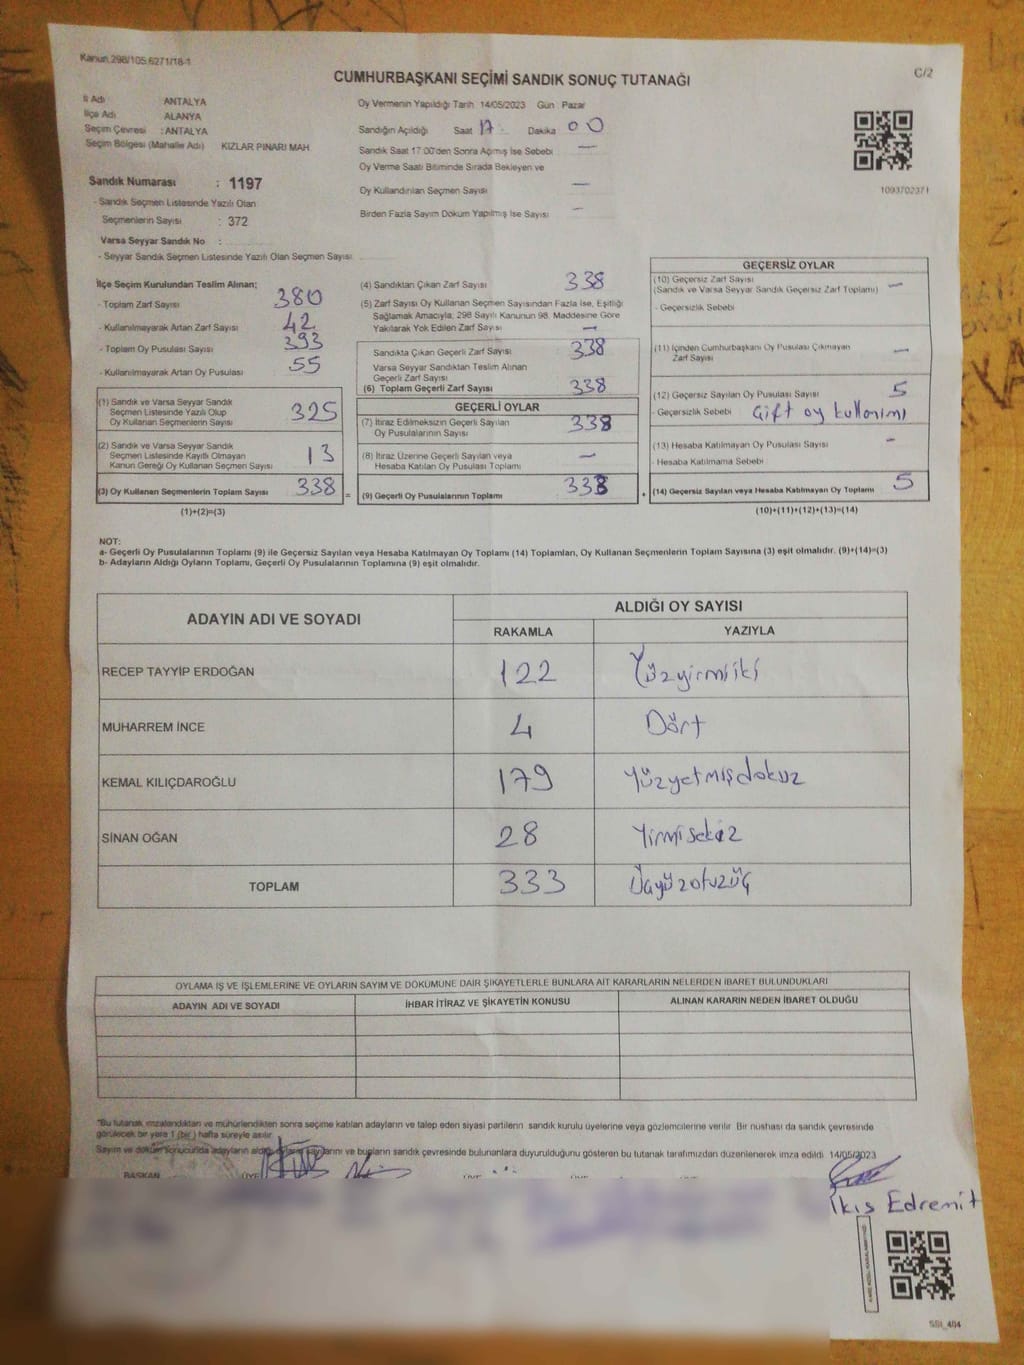 Kanun.298/105.6271/18-1
C/2
CUMHURBAŞKANI SEÇİMİ SANDIK SONUÇ TUTANAĞI
İl Adı ANTALYA
İlçe Adı ALANYA
Seçim Çevresi : ANTALYA
Seçim Bölgesi (Mahalle Adı) KIZLAR PINARI MAH
Sandık Numarası : 1197
- Sandık Seçmen Listesinde Yazılı Olan
Seçmenlerin Sayısı : 372
Varsa Seyyar Sandık No :
- Seyyar Sandık Seçmen Listesinde Yazılı Olan Seçmen Sayısı
Oy Vermenin Yapıldığı Tarih 14/05/2023 Gün Pazar
Sandığın Açıldığı Saat 17 Dakika 00
Sandık Saat 17:00'den Sonra Açılmış İse Sebebi —
Oy Verme Saati Bitiminde Sırada Bekleyen ve
Oy Kullandırılan Seçmen Sayısı —
Birden Fazla Sayım Döküm Yapılmış İse Sayısı —
1093702371
İlçe Seçim Kurulundan Teslim Alınan;
- Toplam Zarf Sayısı 380
- Kullanılmayarak Artan Zarf Sayısı 42
- Toplam Oy Pusulası Sayısı 393
- Kullanılmayarak Artan Oy Pusulası 55
(1) Sandık ve Varsa Seyyar Sandık
Seçmen Listesinde Yazılı Olup
Oy Kullanan Seçmenlerin Sayısı 325
(2) Sandık ve Varsa Seyyar Sandık
Seçmen Listesinde Kayıtlı Olmayan
Kanun Gereği Oy Kullanan Seçmen Sayısı 13
(3) Oy Kullanan Seçmenlerin Toplam Sayısı 338 =
(1)+(2)=(3)
(4) Sandıktan Çıkan Zarf Sayısı 338
(5) Zarf Sayısı Oy Kullanan Seçmen Sayısından Fazla İse, Eşitliği
Sağlamak Amacıyla, 298 Sayılı Kanunun 98. Maddesine Göre
Yakılarak Yok Edilen Zarf Sayısı —
Sandıkta Çıkan Geçerli Zarf Sayısı 338
Varsa Seyyar Sandıktan Teslim Alınan
Geçerli Zarf Sayısı
(6) Toplam Geçerli Zarf Sayısı 338
GEÇERLİ OYLAR
(7) İtiraz Edilmeksizin Geçerli Sayılan
Oy Pusulalarının Sayısı 338
(8) İtiraz Üzerine Geçerli Sayılan veya
Hesaba Katılan Oy Pusulası Toplamı —
(9) Geçerli Oy Pusulalarının Toplamı 333 +
GEÇERSİZ OYLAR
(10) Geçersiz Zarf Sayısı
(Sandık ve Varsa Seyyar Sandık Geçersiz Zarf Toplamı) —
- Geçersizlik Sebebi
(11) İçinden Cumhurbaşkanı Oy Pusulası Çıkmayan
Zarf Sayısı —
(12) Geçersiz Sayılan Oy Pusulası Sayısı 5
- Geçersizlik Sebebi Çift oy kullanımı
(13) Hesaba Katılmayan Oy Pusulası Sayısı —
- Hesaba Katılmama Sebebi
(14) Geçersiz Sayılan veya Hesaba Katılmayan Oy Toplamı 5
(10)+(11)+(12)+(13)=(14)
NOT:
a- Geçerli Oy Pusulalarının Toplamı (9) ile Geçersiz Sayılan veya Hesaba Katılmayan Oy Toplamı (14) Toplamları, Oy Kullanan Seçmenlerin Toplam Sayısına (3) eşit olmalıdır. (9)+(14)=(3)
b- Adayların Aldığı Oyların Toplamı, Geçerli Oy Pusulalarının Toplamına (9) eşit olmalıdır.
ADAYIN ADI VE SOYADI
ALDIĞI OY SAYISI
RAKAMLA YAZIYLA
RECEP TAYYİP ERDOĞAN 122 Yüzyirmiiki
MUHARREM İNCE 4 Dört
KEMAL KILIÇDAROĞLU 179 Yüzyetmişdokuz
SİNAN OĞAN 28 Yirmisekiz
TOPLAM 333 Üçyüzotuzüç
OYLAMA İŞ VE İŞLEMLERİNE VE OYLARIN SAYIM VE DÖKÜMÜNE DAİR ŞİKAYETLERLE BUNLARA AİT KARARLARIN NELERDEN İBARET BULUNDUKLARI
ADAYIN ADI VE SOYADI İHBAR İTİRAZ VE ŞİKAYETİN KONUSU ALINAN KARARIN NEDEN İBARET OLDUĞU
"Bu tutanak imzalandıktan ve mühürlendikten sonra seçime katılan adayların ve talep eden siyasi partilerin sandık kurulu üyelerine veya gözlemcilerine verilir. Bir nüshası da sandık çevresinde
görülecek bir yere 1 (bir) hafta süreyle asılır.
Sayım ve döküm sonucunda adayların aldığı oyların sayılarını ve bunların sandık çevresinde bulunanlara duyurulduğunu gösteren bu tutanak tarafımızdan düzenlenerek imza edildi. 14/05/2023
BAŞKAN ÜYE
Edremit
SSI_404